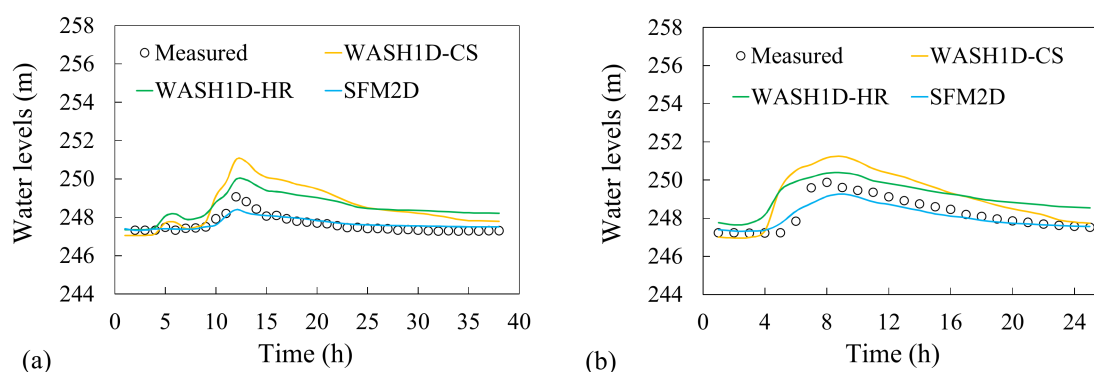 258
256
254
252
250
248
246
244
Water levels (m)
Measured
WASH1D-CS
WASH1D-HR
SFM2D
0 5 10 15 20 25 30 35 40
Time (h)
(a)
258
256
254
252
250
248
246
244
Water levels (m)
Measured
WASH1D-CS
WASH1D-HR
SFM2D
0 4 8 12 16 20 24
Time (h)
(b)